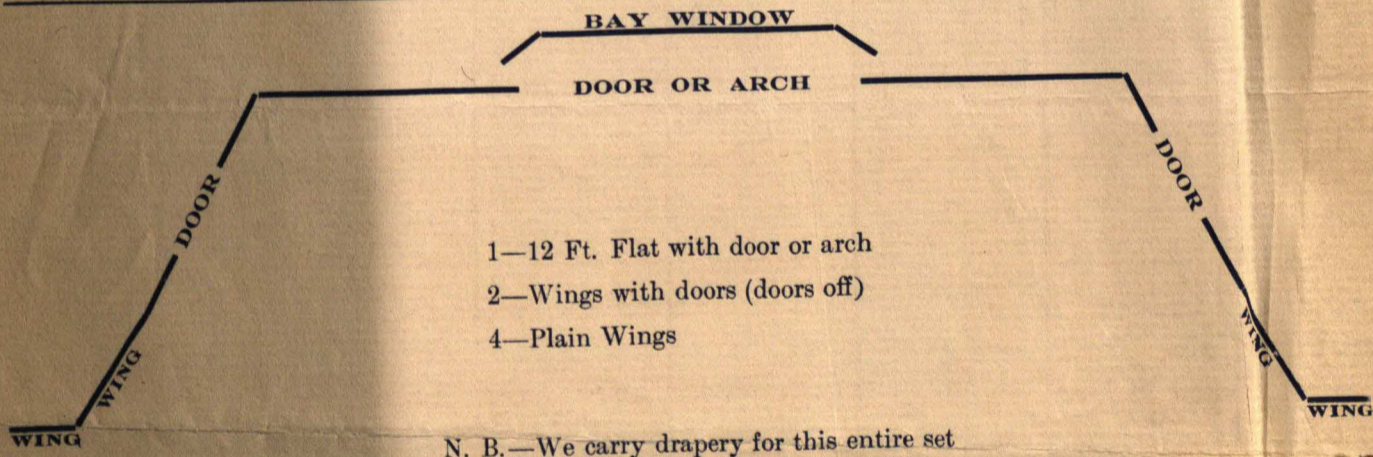 BAY WINDOW
DOOR OR ARCH
DOOR
DOOR
1—12 Ft. Flat with door or arch
2—Wings with doors (doors off)
4—Plain Wings
WING
WING
WING
WING
N. B.—We carry drapery for this entire set